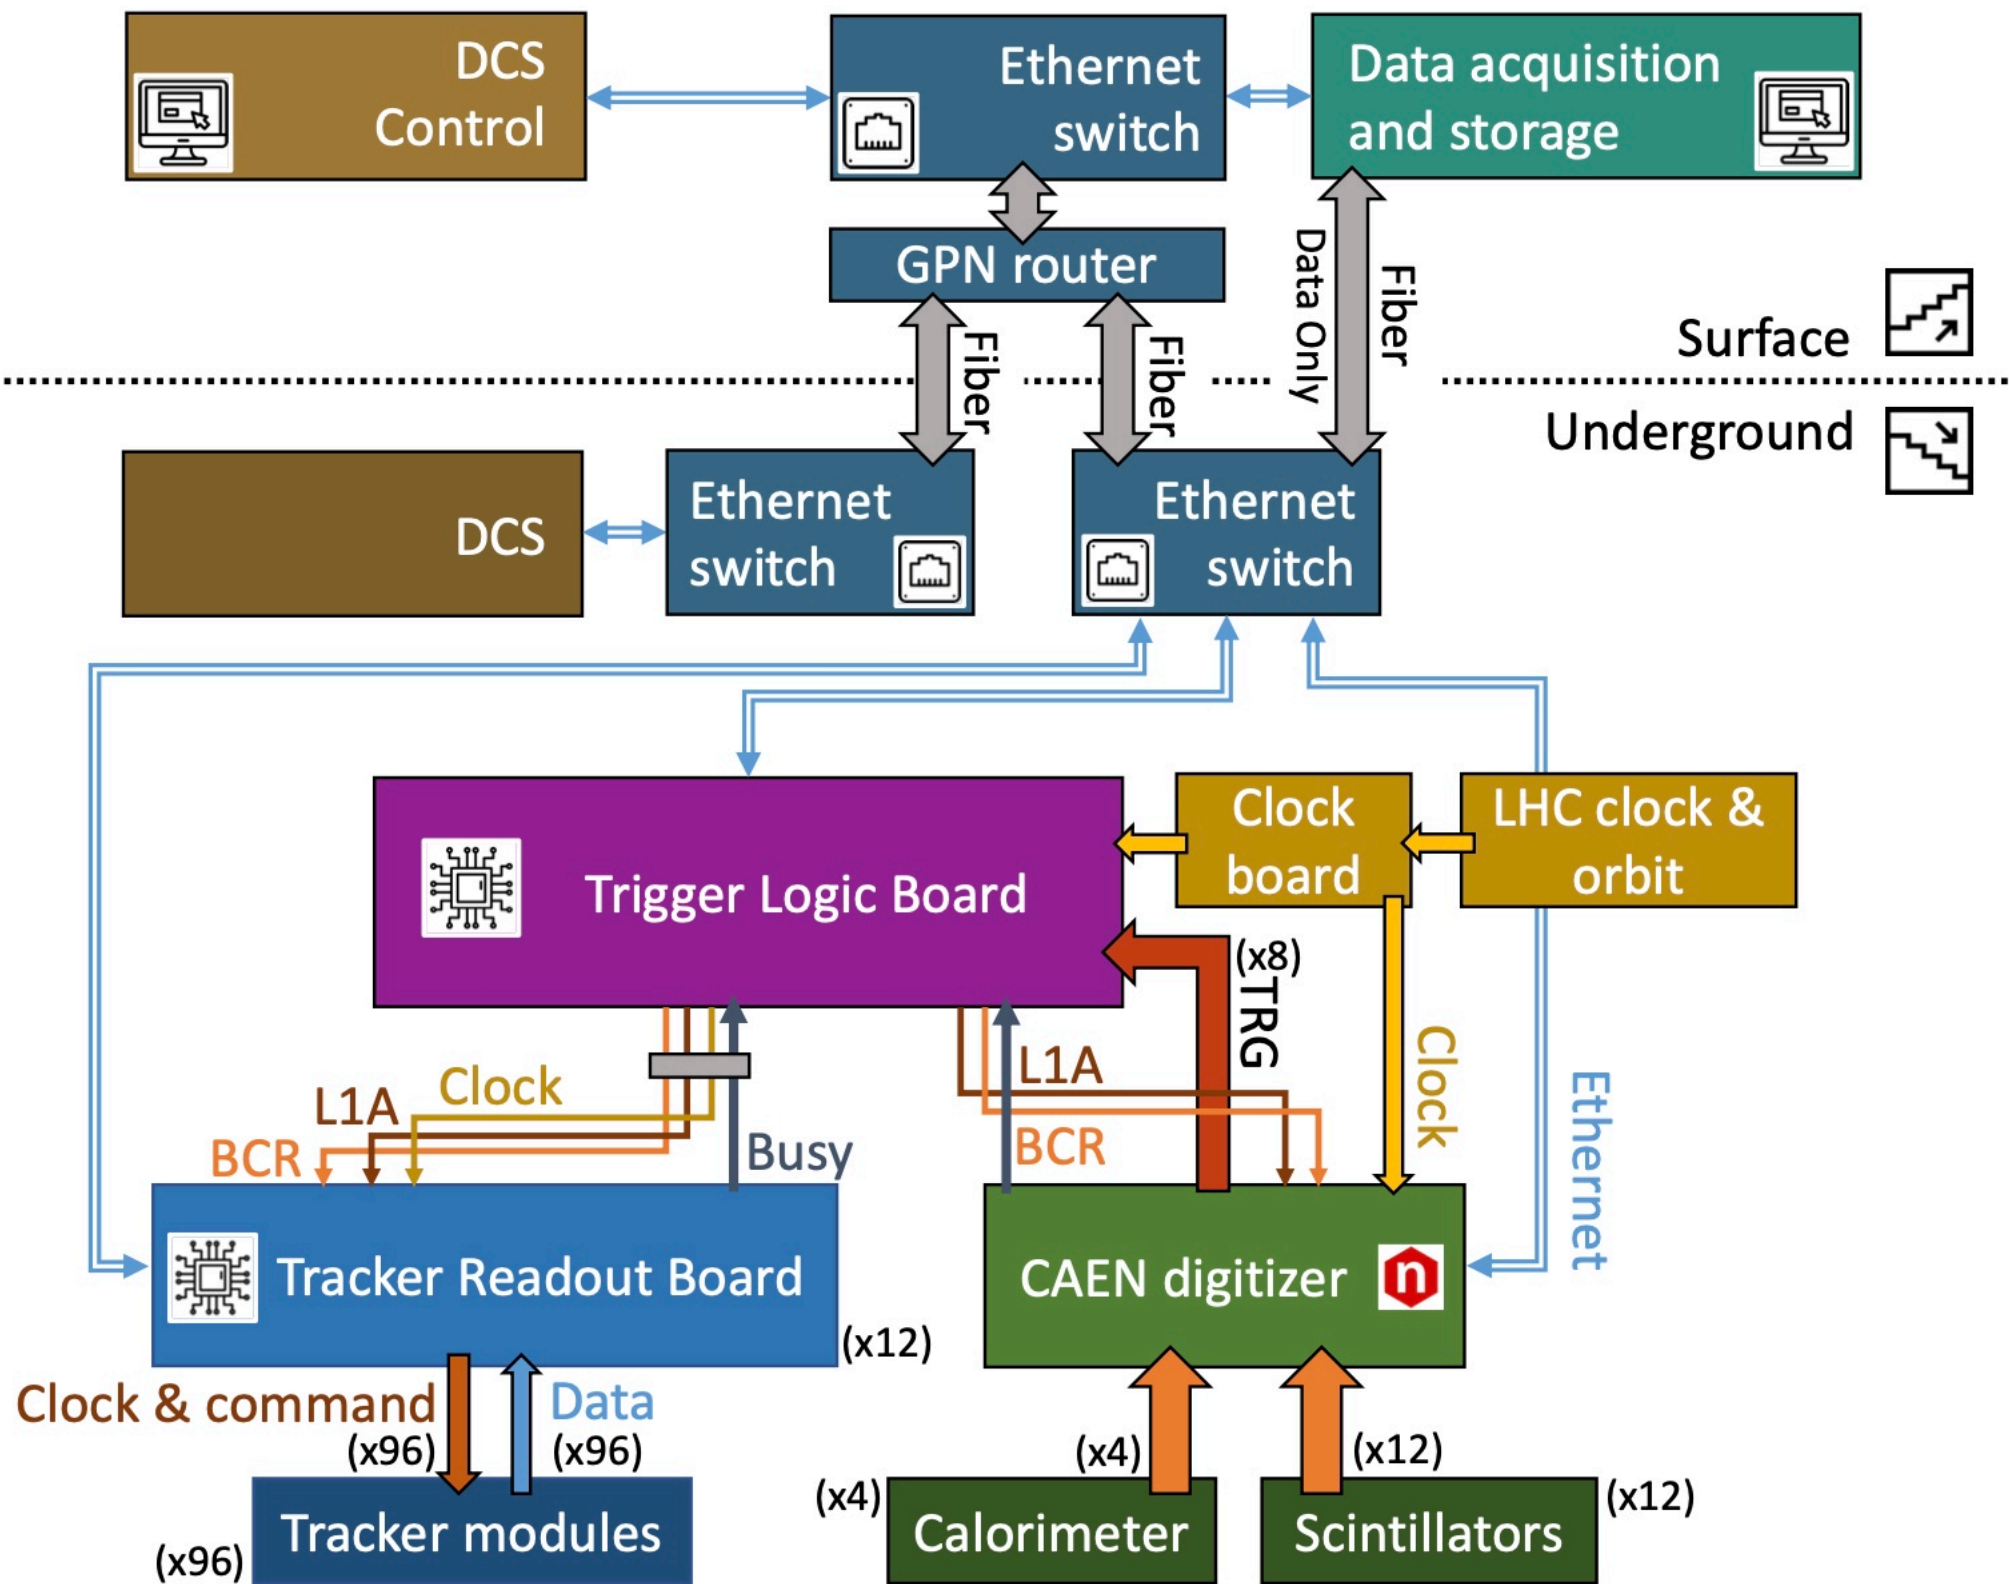 DCS
Control
Ethernet
switch
Data acquisition
and storage
GPN router
Fiber
Fiber
Data Only
Fiber
Surface
Underground
DCS
Ethernet
switch
Ethernet
switch
Trigger Logic Board
Clock
board
LHC clock &
orbit
(x8)
TRG
L1A
Clock
BCR
Busy
L1A
BCR
Clock
Ethernet
Tracker Readout Board
(x12)
CAEN digitizer
n
Clock & command
(x96)
Data
(x96)
(x4)
(x12)
Tracker modules
(x96)
(x4)
Calorimeter
Scintillators
(x12)